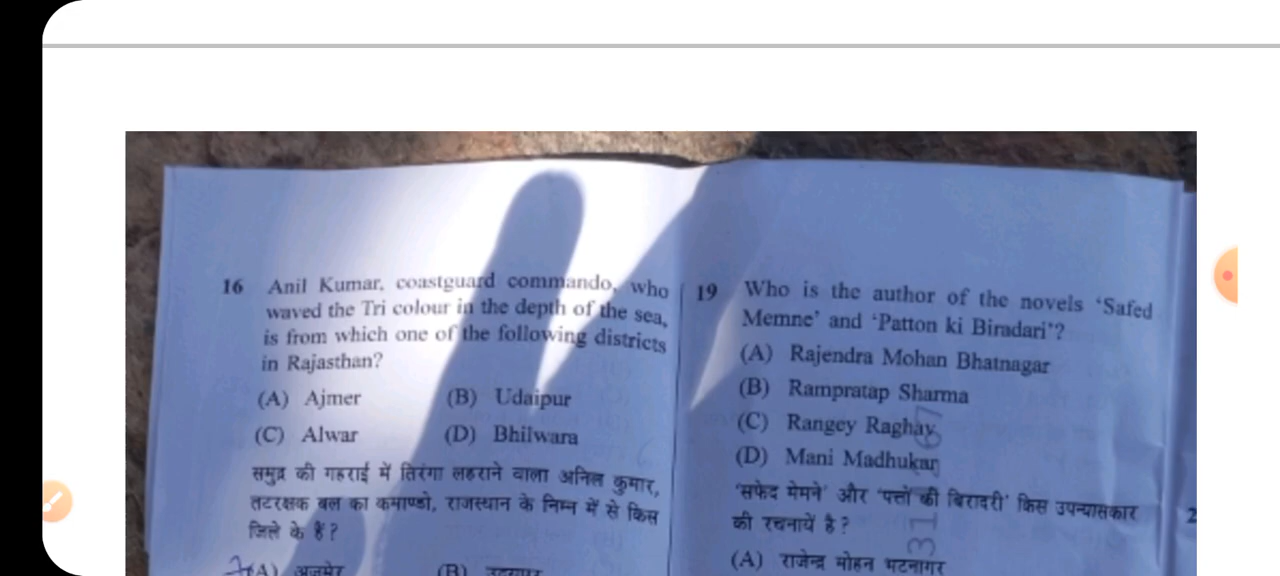 16 Anil Kumar, coastguard commando, who
waved the Tri colour in the depth of the sea,
is from which one of the following districts
in Rajasthan?
(A) Ajmer (B) Udaipur
(C) Alwar (D) Bhilwara
समुद्र की गहराई में तिरंगा लहराने वाला अनिल कुमार,
तटरक्षक बल का कमाण्डो, राजस्थान के निम्न में से किस
जिले के हैं?
(A) अजमेर (B) उदयपुर
19 Who is the author of the novels ‘Safed
Memne’ and ‘Patton ki Biradari’?
(A) Rajendra Mohan Bhatnagar
(B) Rampratap Sharma
(C) Rangey Raghav
(D) Mani Madhukar
‘सफेद मेमने’ और ‘पत्तों की बिरादरी’ किस उपन्यासकार
की रचनायें है?
(A) राजेन्द्र मोहन भटनागर
2